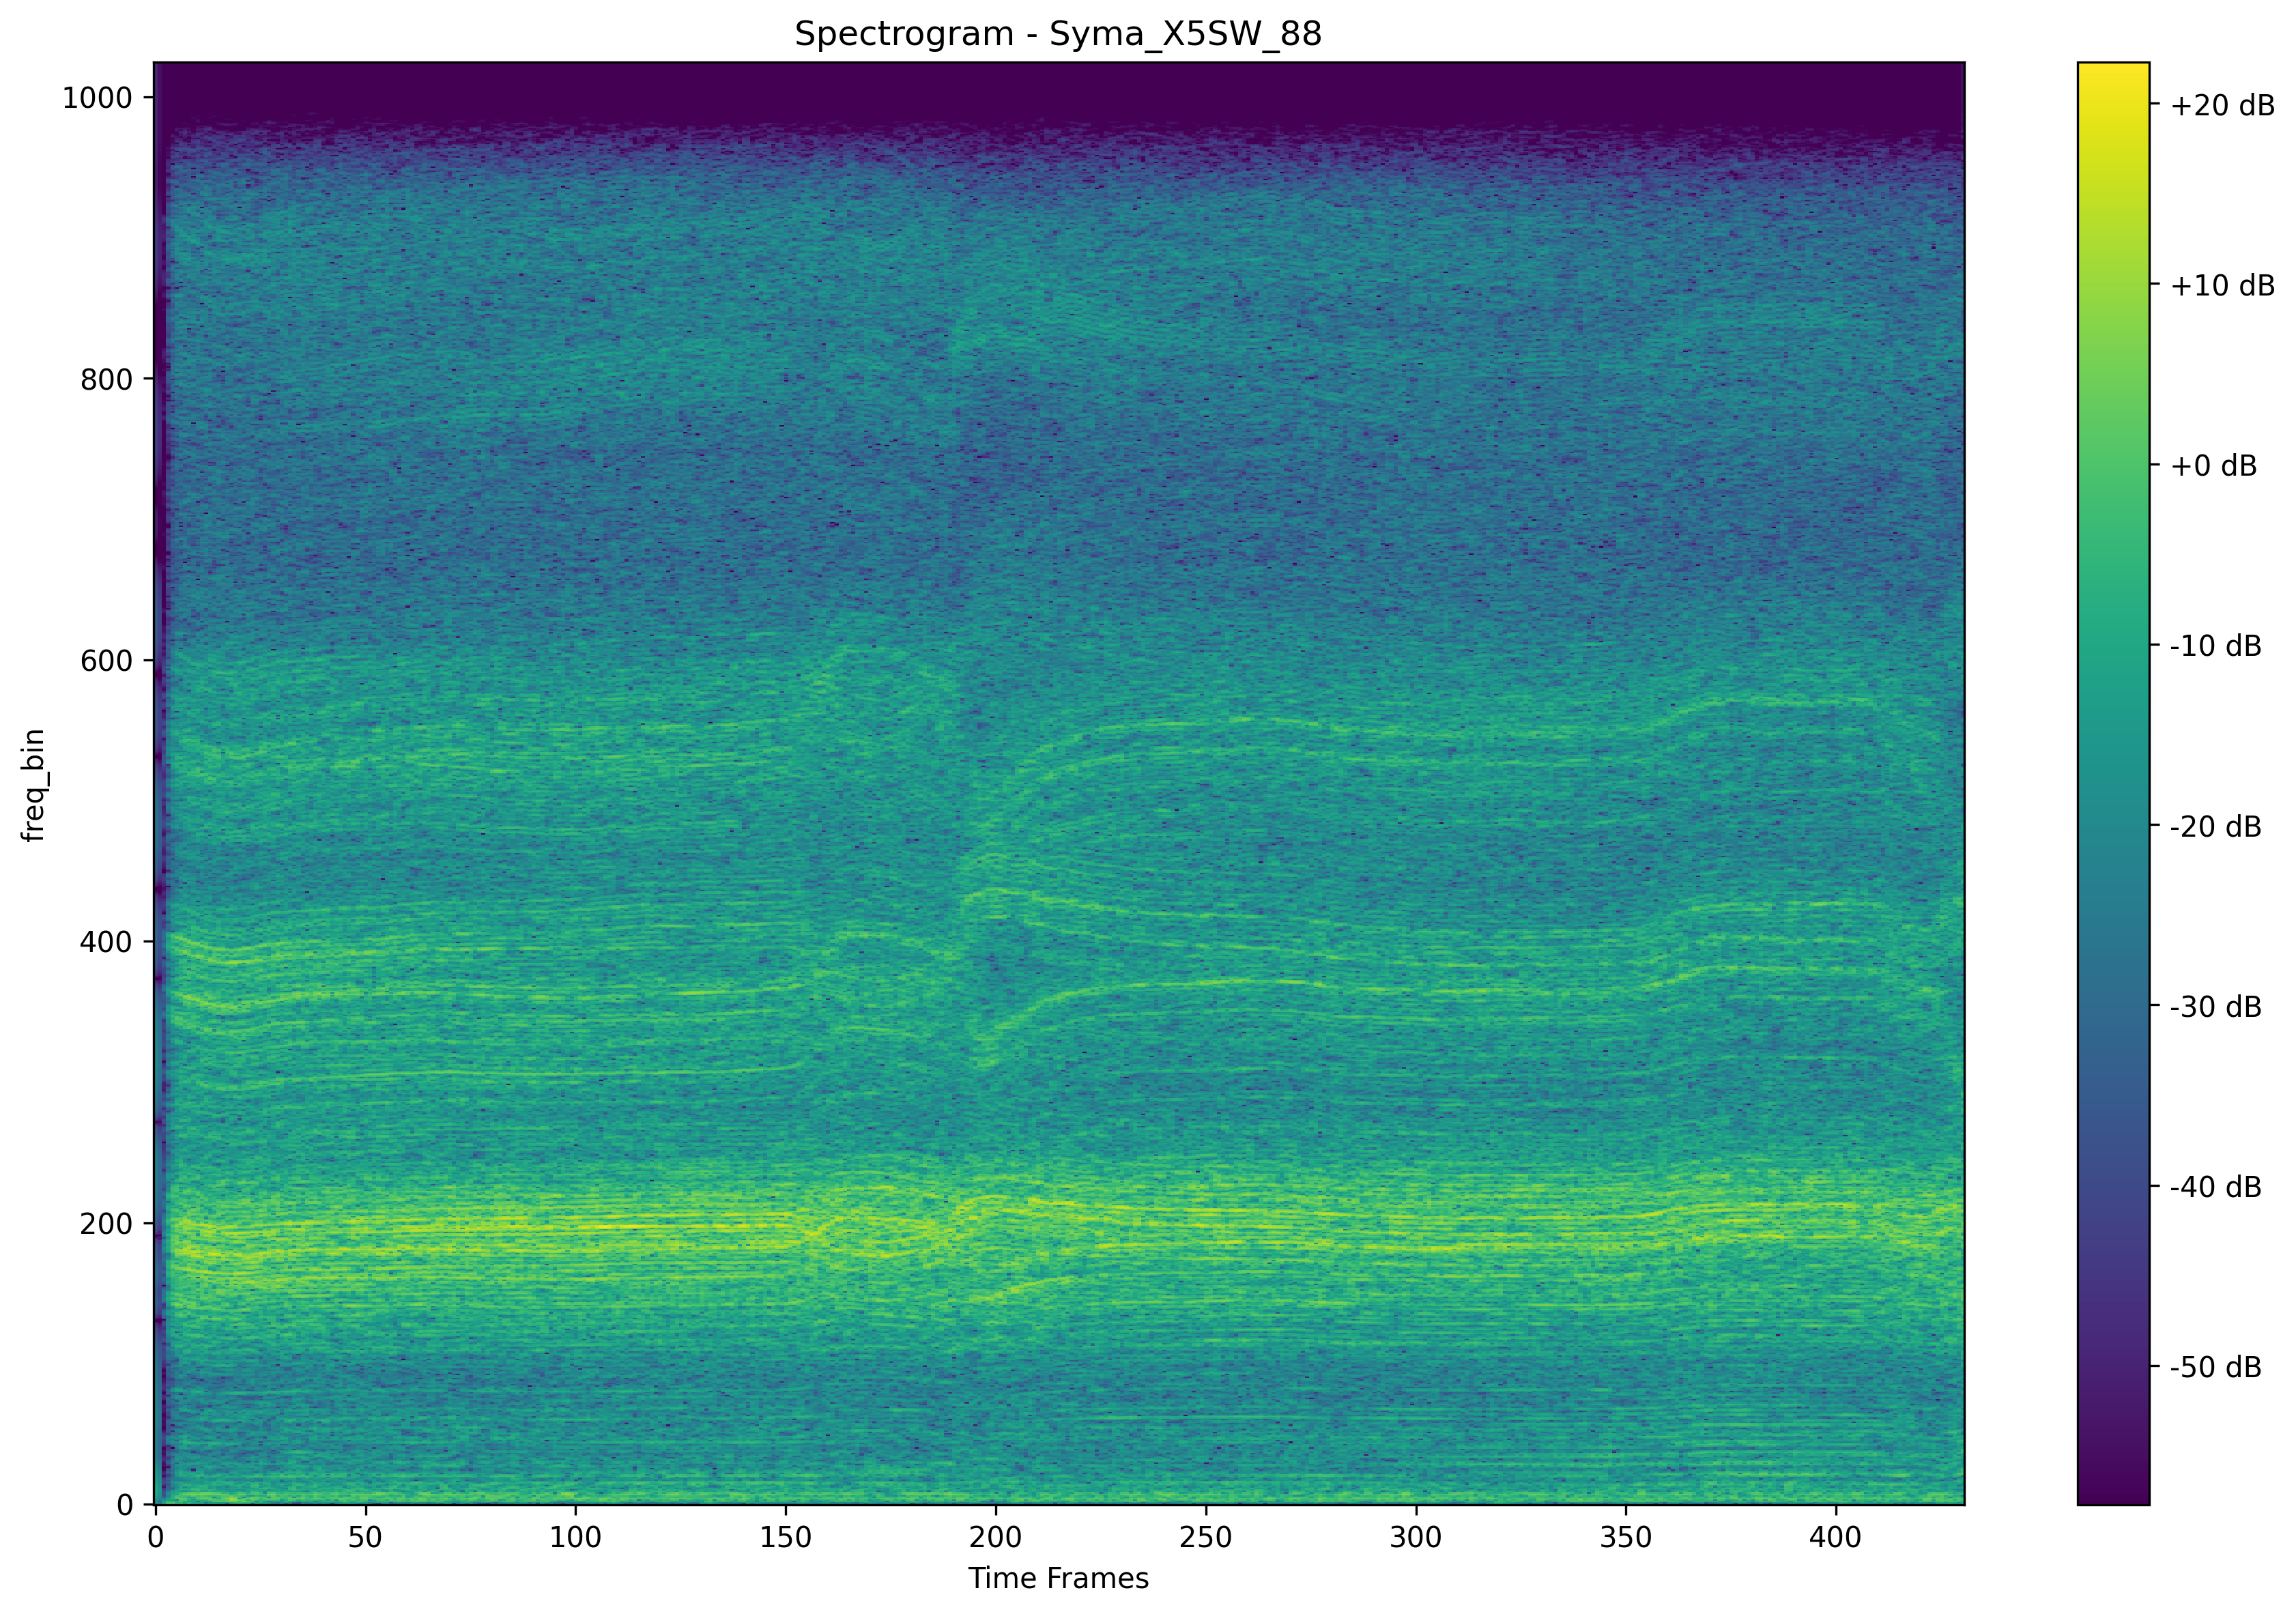 Spectrogram - Syma_X5SW_88
1000
800
600
400
200
0
freq_bin
0 50 100 150 200 250 300 350 400
Time Frames
+20 dB
+10 dB
+0 dB
-10 dB
-20 dB
-30 dB
-40 dB
-50 dB